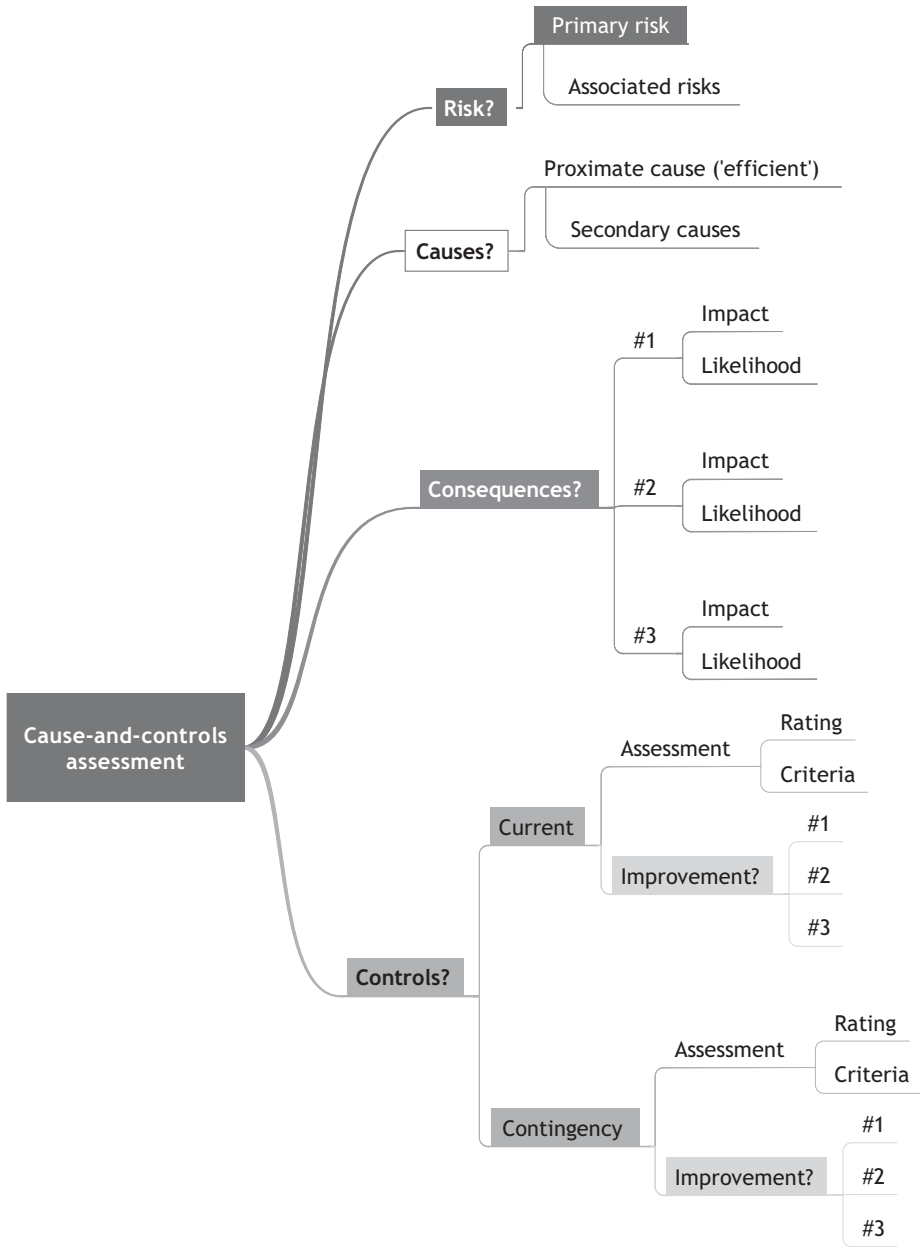 Primary risk
Associated risks
Risk?
Proximate cause ('efficient')
Secondary causes
Causes?
Impact
#1
Likelihood
Impact
Consequences?
#2
Likelihood
Impact
#3
Likelihood
Cause-and-controls
assessment
Rating
Assessment
Criteria
Current
#1
Improvement?
#2
#3
Controls?
Rating
Assessment
Criteria
Contingency
#1
Improvement?
#2
#3